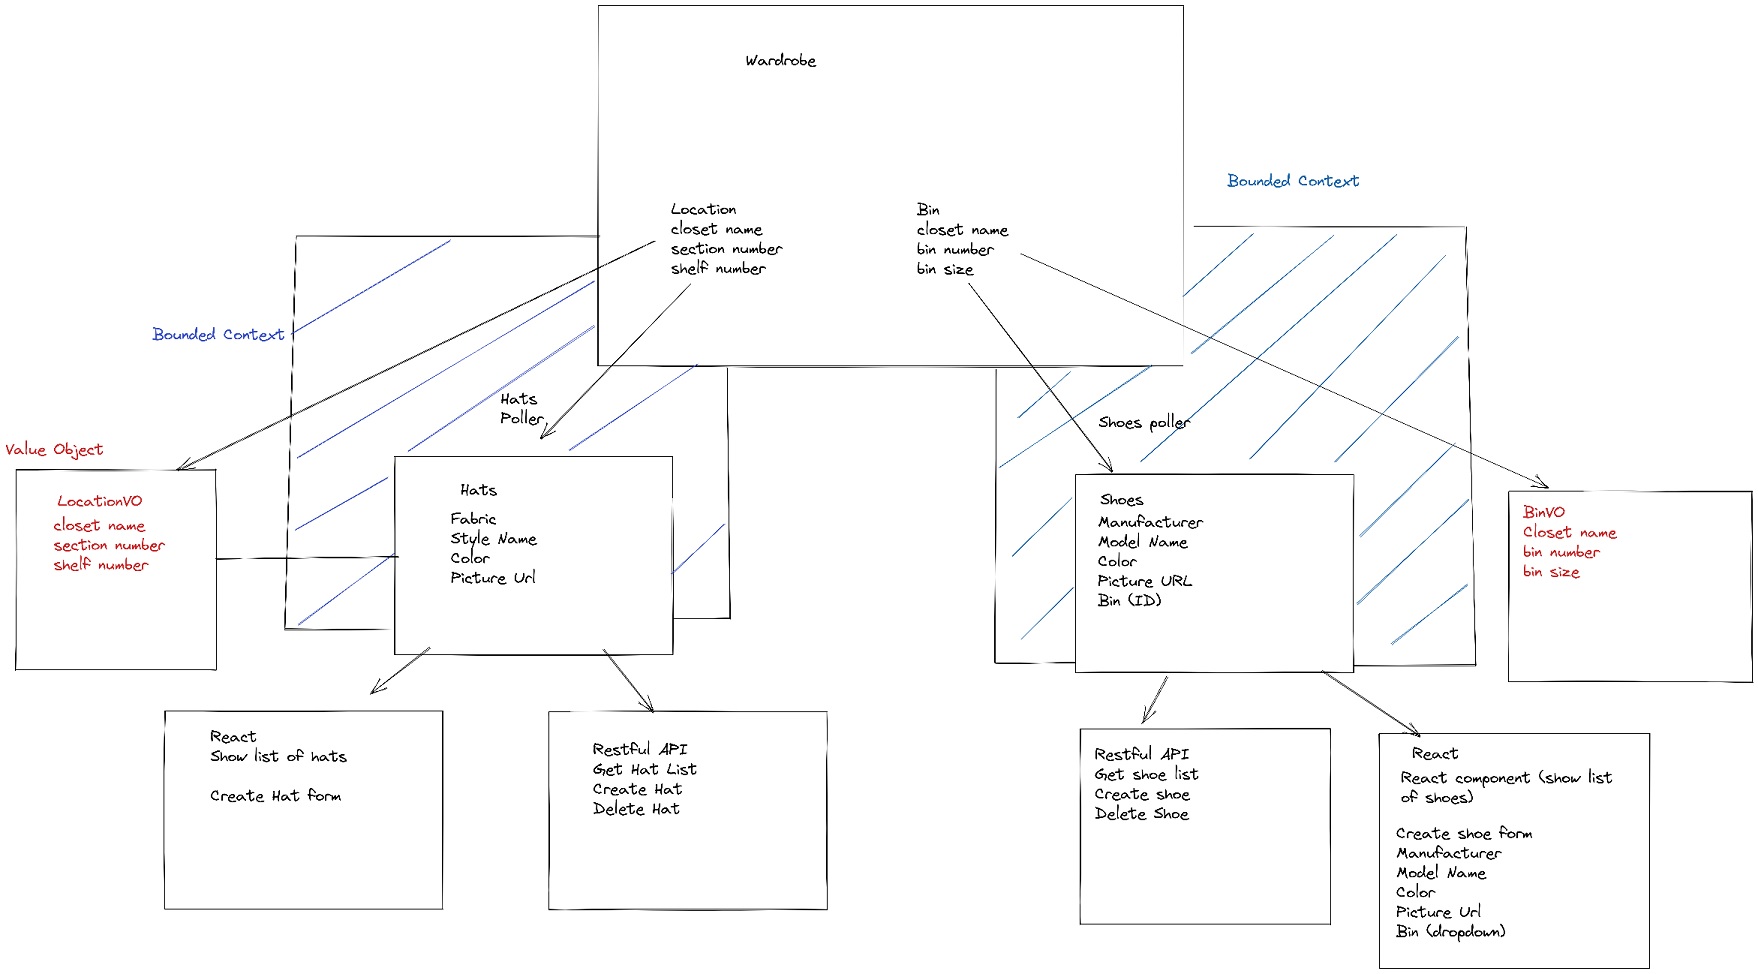 Wardrobe
Bounded Context
Location
closet name
section number
shelf number
Bin
closet name
bin number
bin size
Bounded Context
Hats
Poller
Shoes poller
Value Object
LocationVO
closet name
section number
shelf number
Hats
Fabric
Style Name
Color
Picture Url
Shoes
Manufacturer
Model Name
Color
Picture URL
Bin (ID)
BinVO
Closet name
bin number
bin size
React
Show list of hats
Create Hat form
Restful API
Get Hat List
Create Hat
Delete Hat
Restful API
Get shoe list
Create shoe
Delete Shoe
React
React component (show list
of shoes)
Create shoe form
Manufacturer
Model Name
Color
Picture Url
Bin (dropdown)